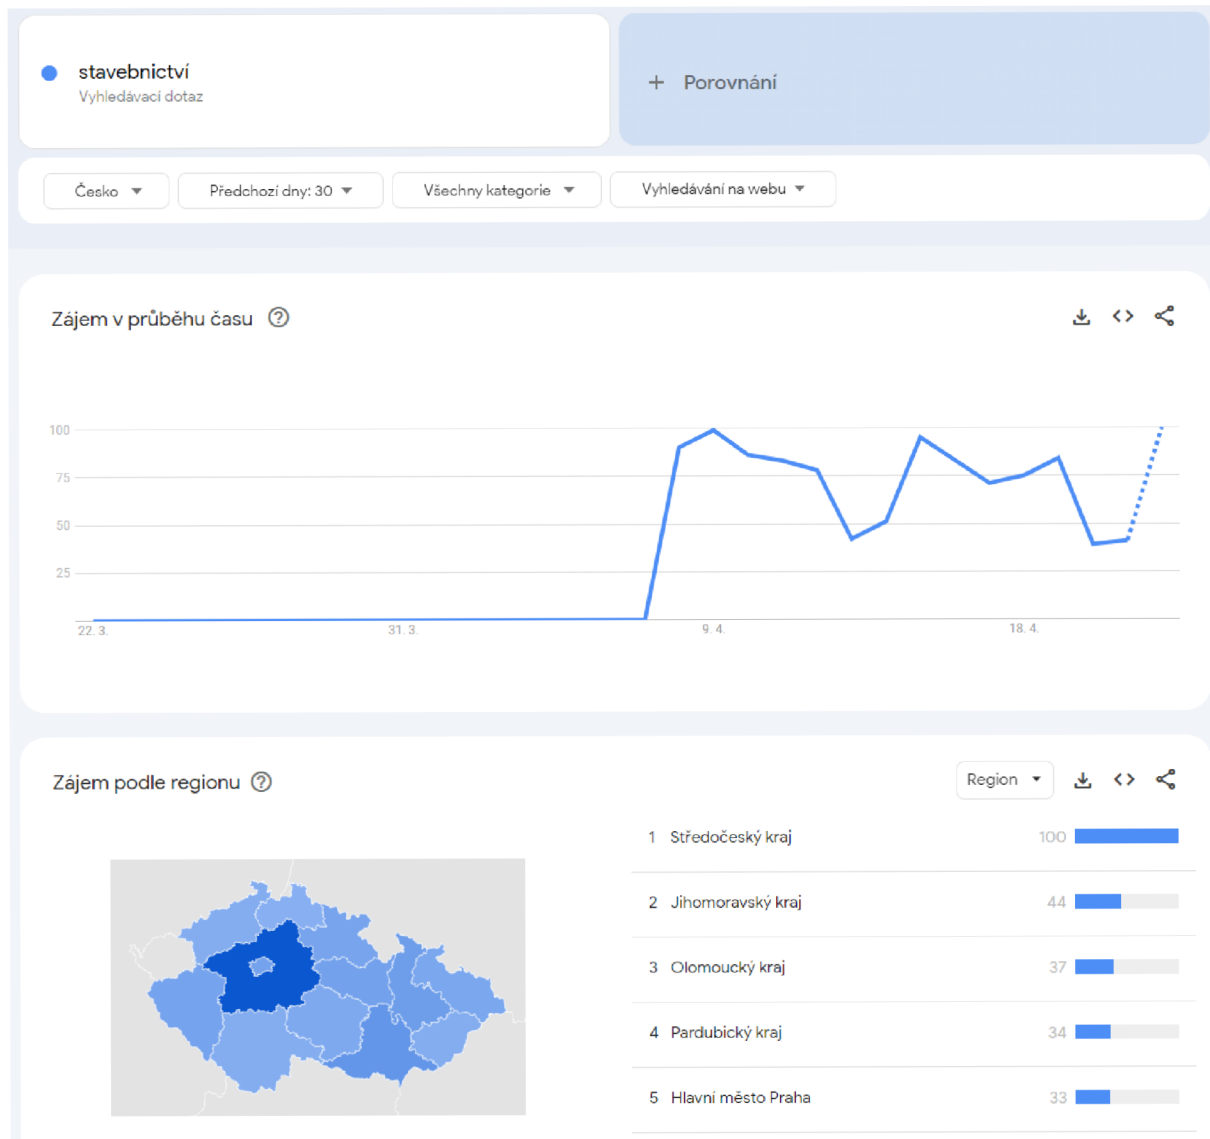 stavebnictví
Vyhledávací dotaz
+ Porovnání
Česko
Předchozí dny: 30
Všechny kategorie
Vyhledávání na webu
Zájem v průběhu času
100
75
50
25
22. 3.
31. 3.
9. 4.
18. 4.
Zájem podle regionu
Region
1 Středočeský kraj 100
2 Jihomoravský kraj 44
3 Olomoucký kraj 37
4 Pardubický kraj 34
5 Hlavní město Praha 33